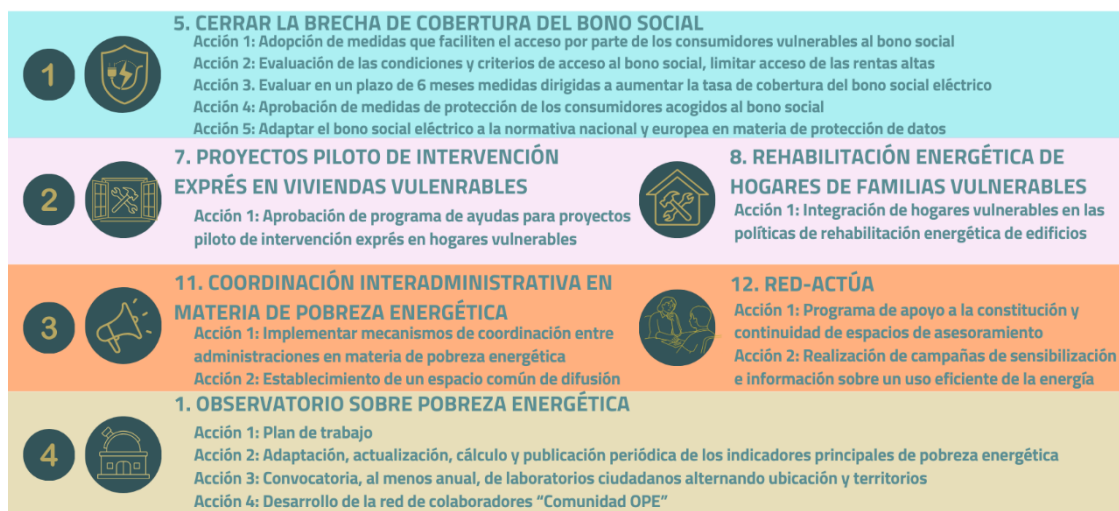 1
5. CERRAR LA BRECHA DE COBERTURA DEL BONO SOCIAL
Acción 1: Adopción de medidas que faciliten el acceso por parte de los consumidores vulnerables al bono social
Acción 2: Evaluación de las condiciones y criterios de acceso al bono social, limitar acceso de las rentas altas
Acción 3. Evaluar en un plazo de 6 meses medidas dirigidas a aumentar la tasa de cobertura del bono social eléctrico
Acción 4: Aprobación de medidas de protección de los consumidores acogidos al bono social
Acción 5: Adaptar el bono social eléctrico a la normativa nacional y europea en materia de protección de datos
2
7. PROYECTOS PILOTO DE INTERVENCIÓN
EXPRÉS EN VIVIENDAS VULENRABLES
Acción 1: Aprobación de programa de ayudas para proyectos
piloto de intervención exprés en hogares vulnerables
8. REHABILITACIÓN ENERGÉTICA DE
HOGARES DE FAMILIAS VULNERABLES
Acción 1: Integración de hogares vulnerables en las
políticas de rehabilitación energética de edificios
3
11. COORDINACIÓN INTERADMINISTRATIVA EN
MATERIA DE POBREZA ENERGÉTICA
Acción 1: Implementar mecanismos de coordinación entre
administraciones en materia de pobreza energética
Acción 2: Establecimiento de un espacio común de difusión
12. RED-ACTÚA
Acción 1: Programa de apoyo a la constitución y
continuidad de espacios de asesoramiento
Acción 2: Realización de campañas de sensibilización
e información sobre un uso eficiente de la energía
4
1. OBSERVATORIO SOBRE POBREZA ENERGÉTICA
Acción 1: Plan de trabajo
Acción 2: Adaptación, actualización, cálculo y publicación periódica de los indicadores principales de pobreza energética
Acción 3: Convocatoria, al menos anual, de laboratorios ciudadanos alternando ubicación y territorios
Acción 4: Desarrollo de la red de colaboradores “Comunidad OPE”